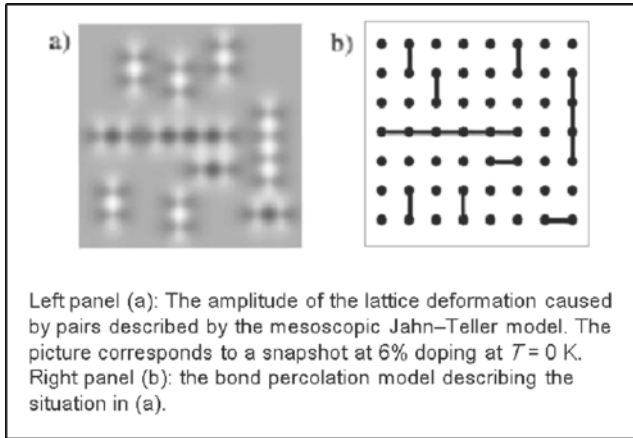 a)
b)
Left panel (a): The amplitude of the lattice deformation caused
by pairs described by the mesoscopic Jahn–Teller model. The
picture corresponds to a snapshot at 6% doping at T = 0 K.
Right panel (b): the bond percolation model describing the
situation in (a).